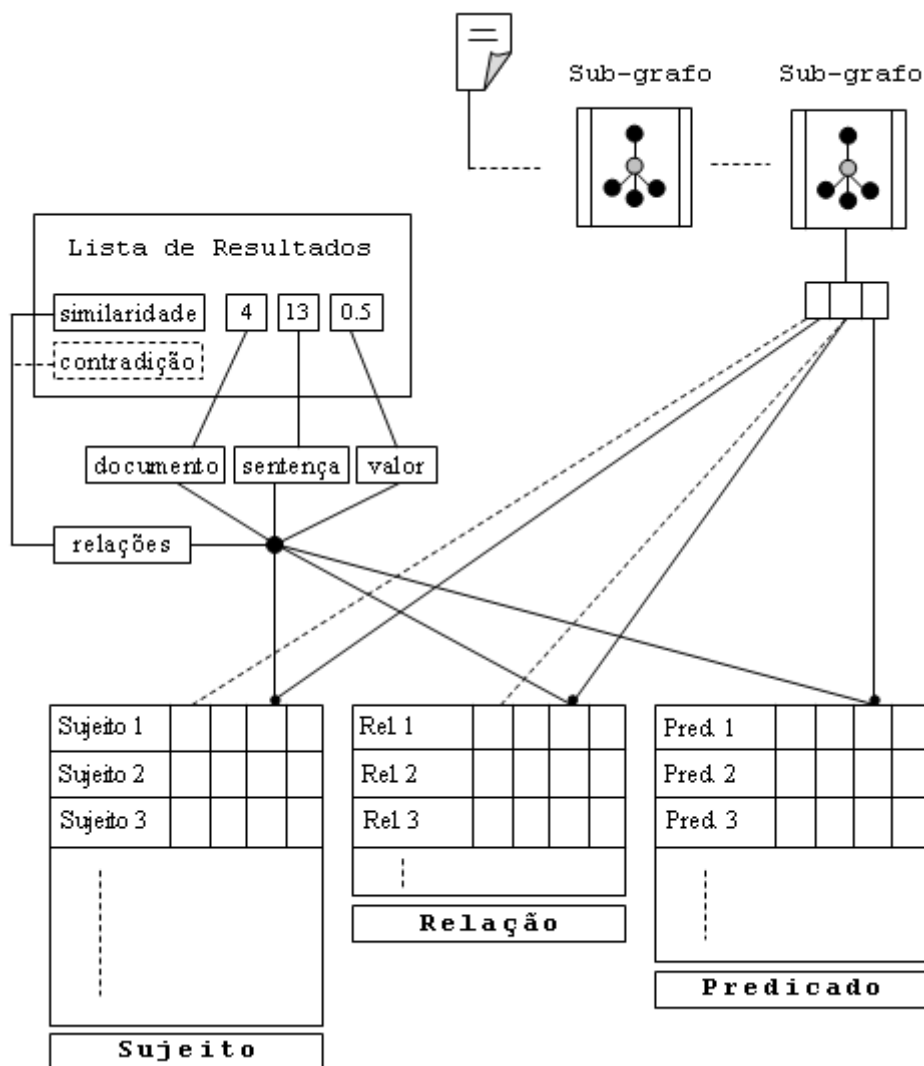 Sub-grafo
Sub-grafo
Lista de Resultados
similaridade 4 13 0.5
contradição
documento sentença valor
relações
Sujeito 1
Sujeito 2
Sujeito 3
Sujeito
Rel. 1
Rel. 2
Rel. 3
Relação
Pred. 1
Pred. 2
Pred. 3
Predicado